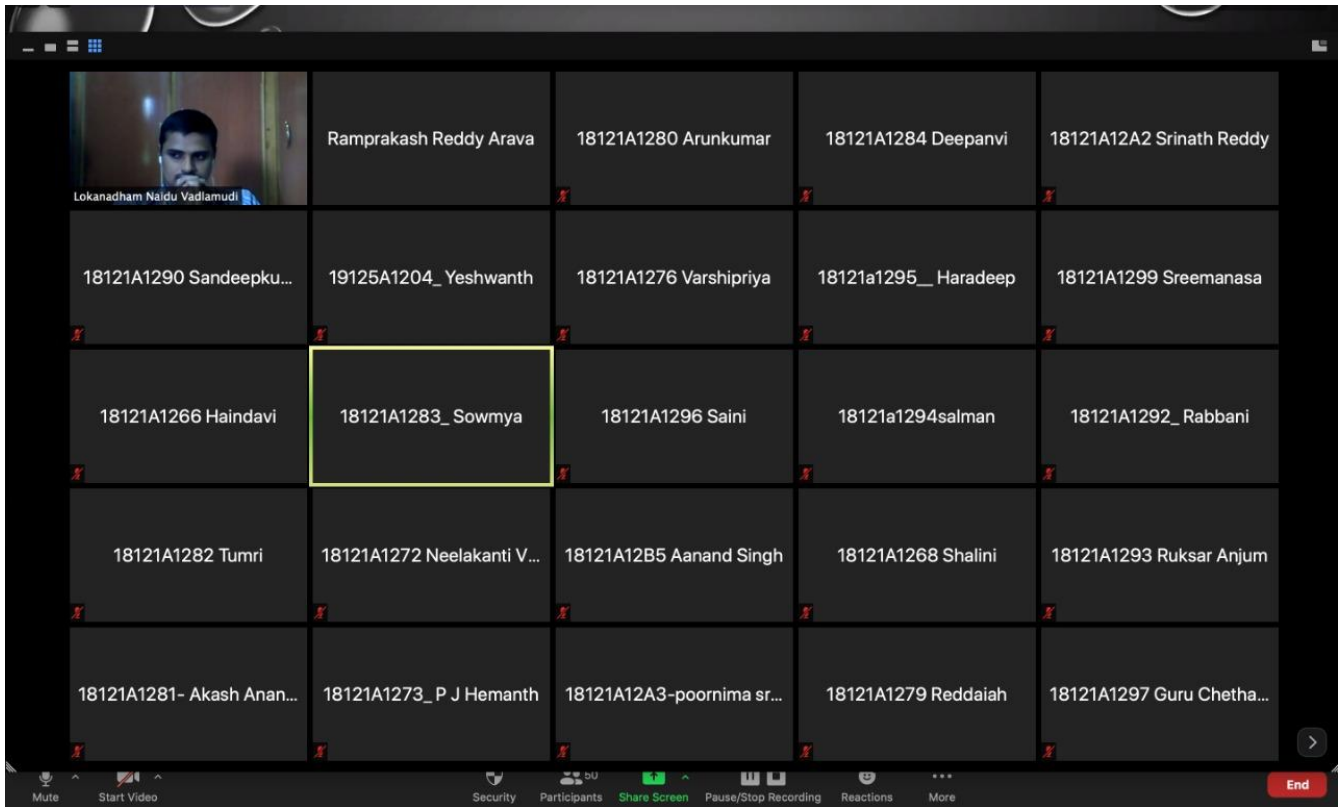 Lokanadham Naidu Vadlamudi
Ramprakash Reddy Arava
18121A1280 Arunkumar
18121A1284 Deepanvi
18121A12A2 Srinath Reddy
18121A1290 Sandeepku...
19125A1204_ Yeshwanth
18121A1276 Varshipriya
18121a1295__ Haradeep
18121A1299 Sreemanasa
18121A1266 Haindavi
18121A1283_ Sowmya
18121A1296 Saini
18121a1294salman
18121A1292_ Rabbani
18121A1282 Tumri
18121A1272 Neelakanti V...
18121A12B5 Aanand Singh
18121A1268 Shalini
18121A1293 Ruksar Anjum
18121A1281- Akash Anan...
18121A1273_ P J Hemanth
18121A12A3-poornima sr...
18121A1279 Reddaiah
18121A1297 Guru Chetha...
50
Mute
Start Video
Security
Participants
Share Screen
Pause/Stop Recording
Reactions
More
End